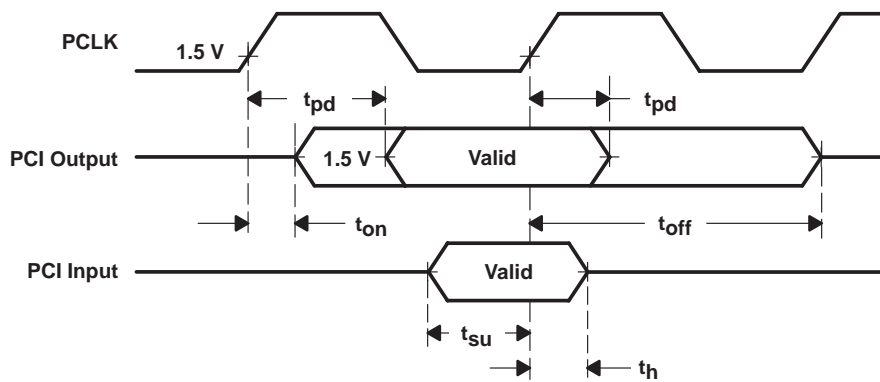 PCLK
1.5 V
tpd
tpd
PCI Output
1.5 V
Valid
ton
toff
PCI Input
Valid
tsu
th